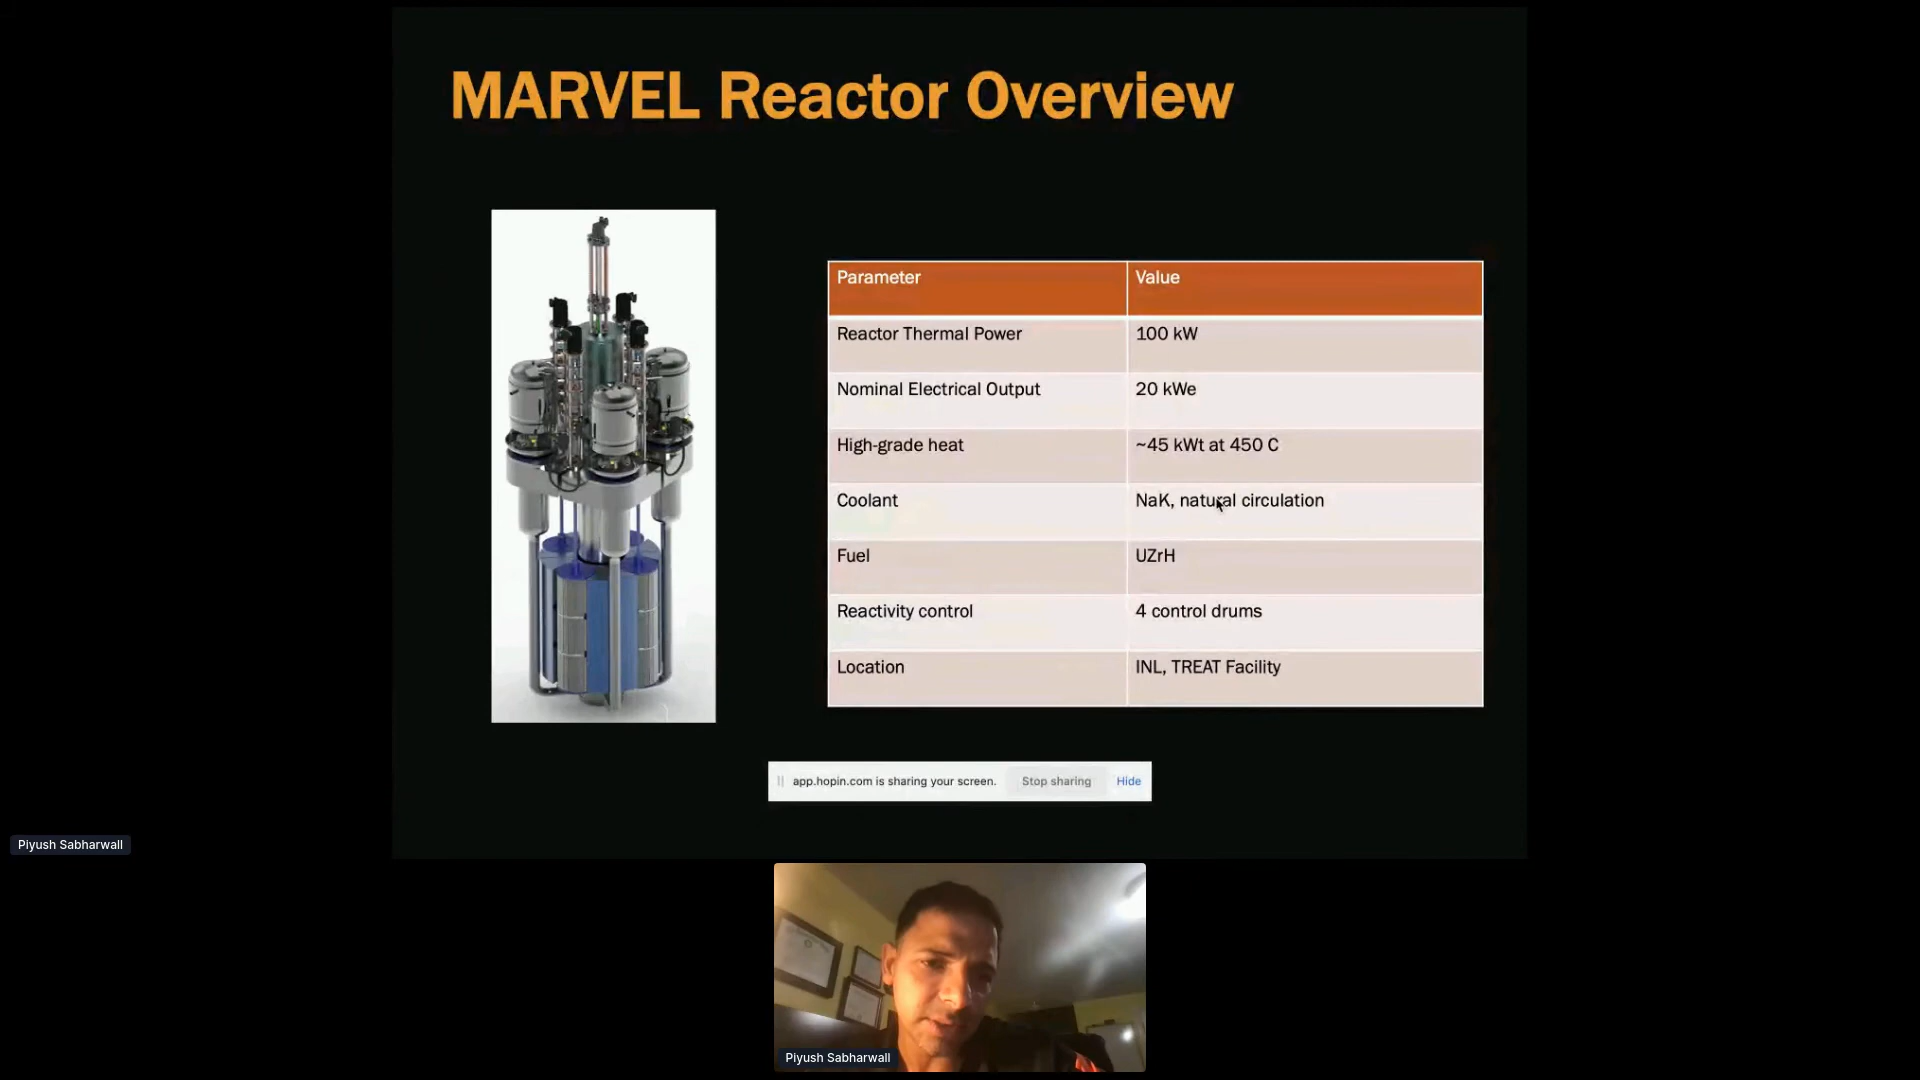 MARVEL Reactor Overview
Parameter Value
Reactor Thermal Power 100 kW
Nominal Electrical Output 20 kWe
High-grade heat ~45 kWt at 450 C
Coolant NaK, natural circulation
Fuel UZrH
Reactivity control 4 control drums
Location INL, TREAT Facility
app.hopin.com is sharing your screen. Stop sharing Hide
Piyush Sabharwall
Piyush Sabharwall